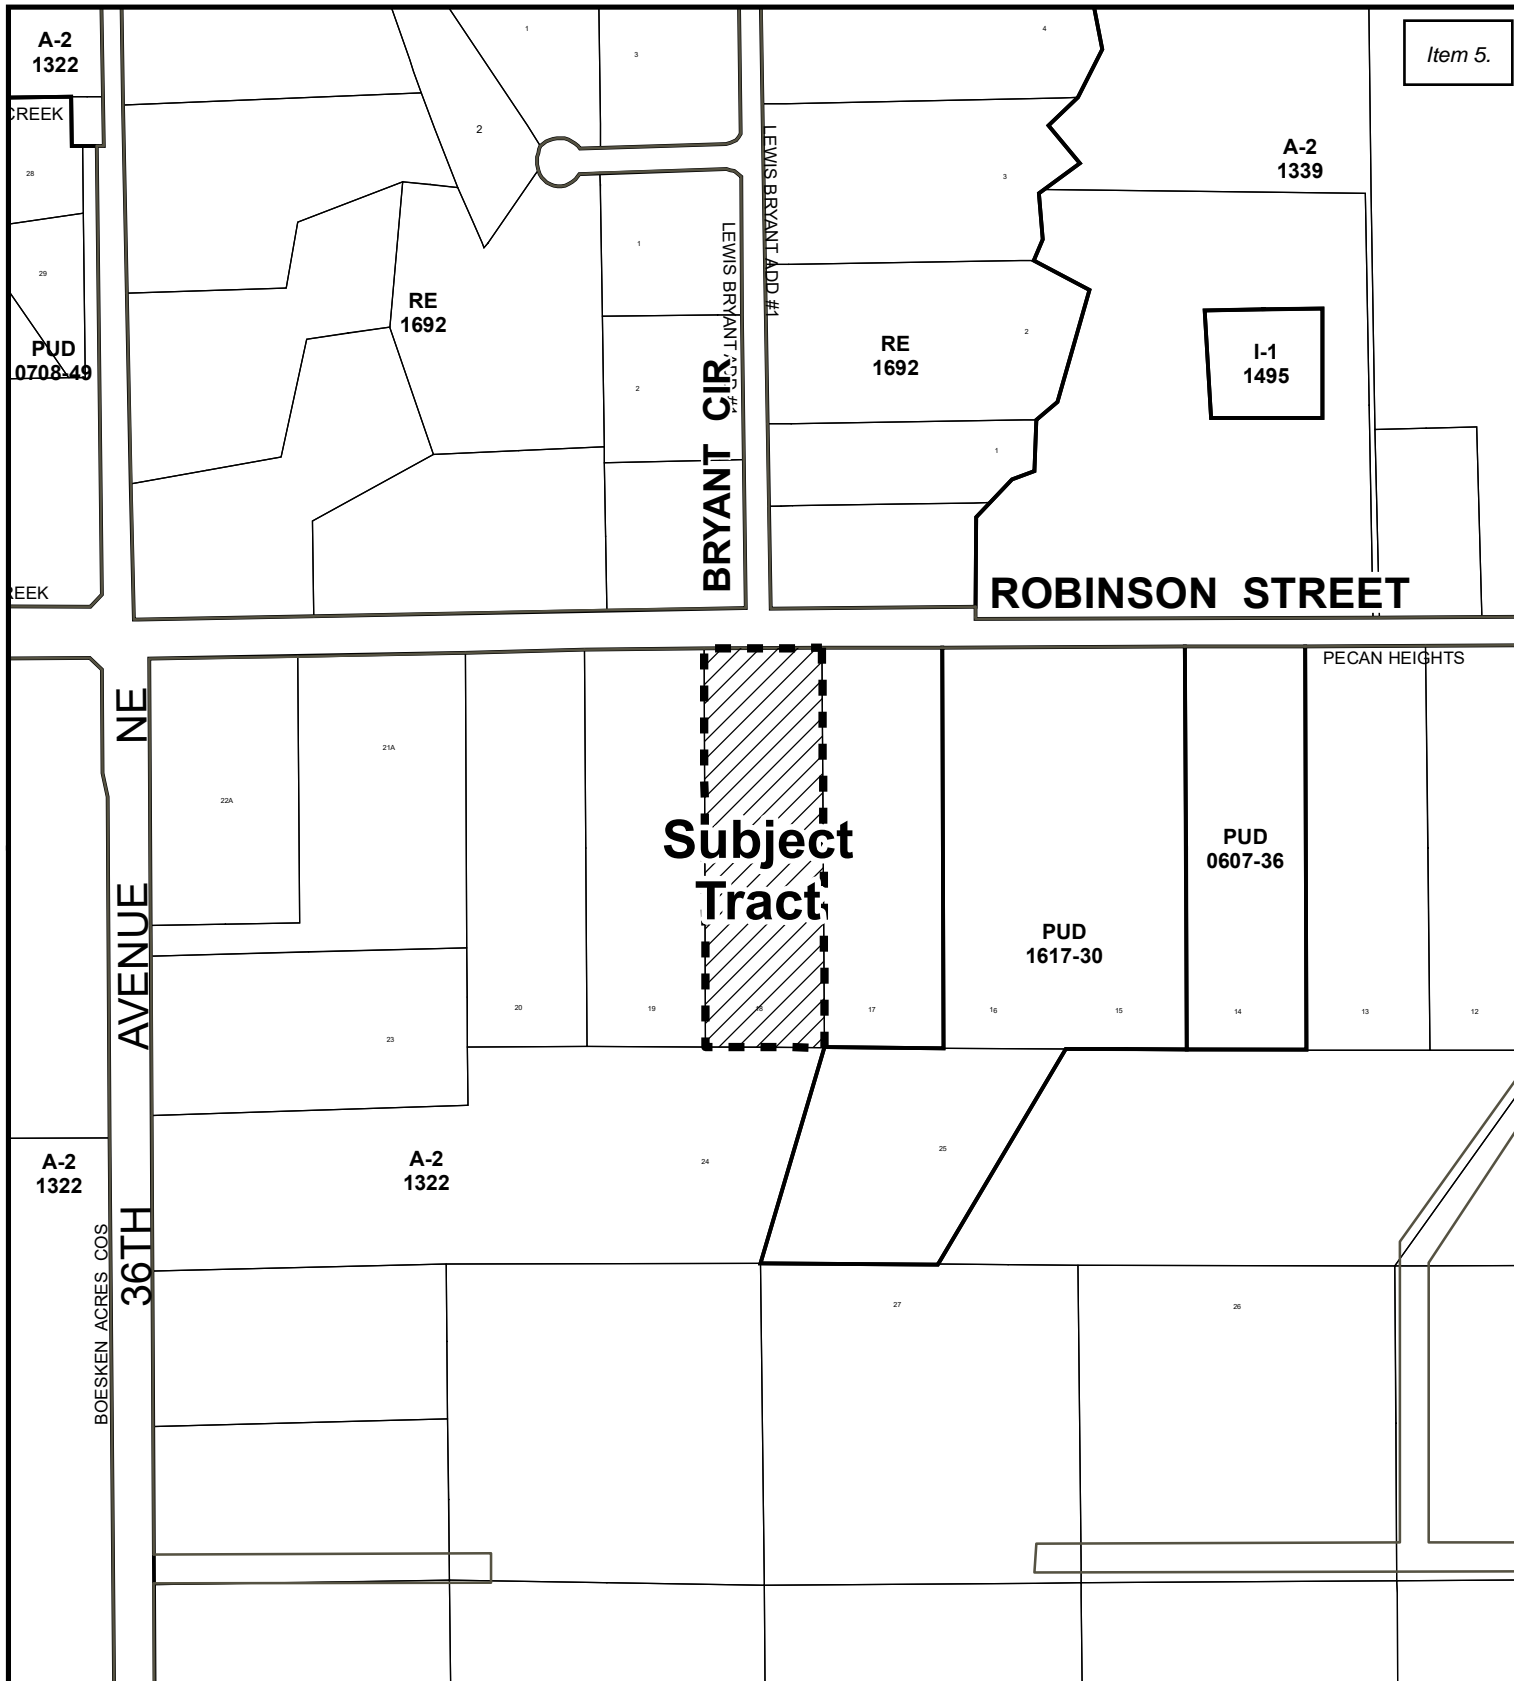 A-2
1322
Item 5.
CREEK
1
3
4
2
28
29
PUD
0708-49
RE
1692
1
2
LEWIS BRYANT ADD #1
LEWIS BRYANT ADD #1
BRYANT CIR
3
2
1
RE
1692
A-2
1339
I-1
1495
REEK
ROBINSON STREET
PECAN HEIGHTS
36TH AVENUE NE
22A
21A
23
20
19
18
17
16
15
14
13
12
Subject
Tract
PUD
1617-30
PUD
0607-36
A-2
1322
BOESKEN ACRES COS
A-2
1322
24
25
27
26